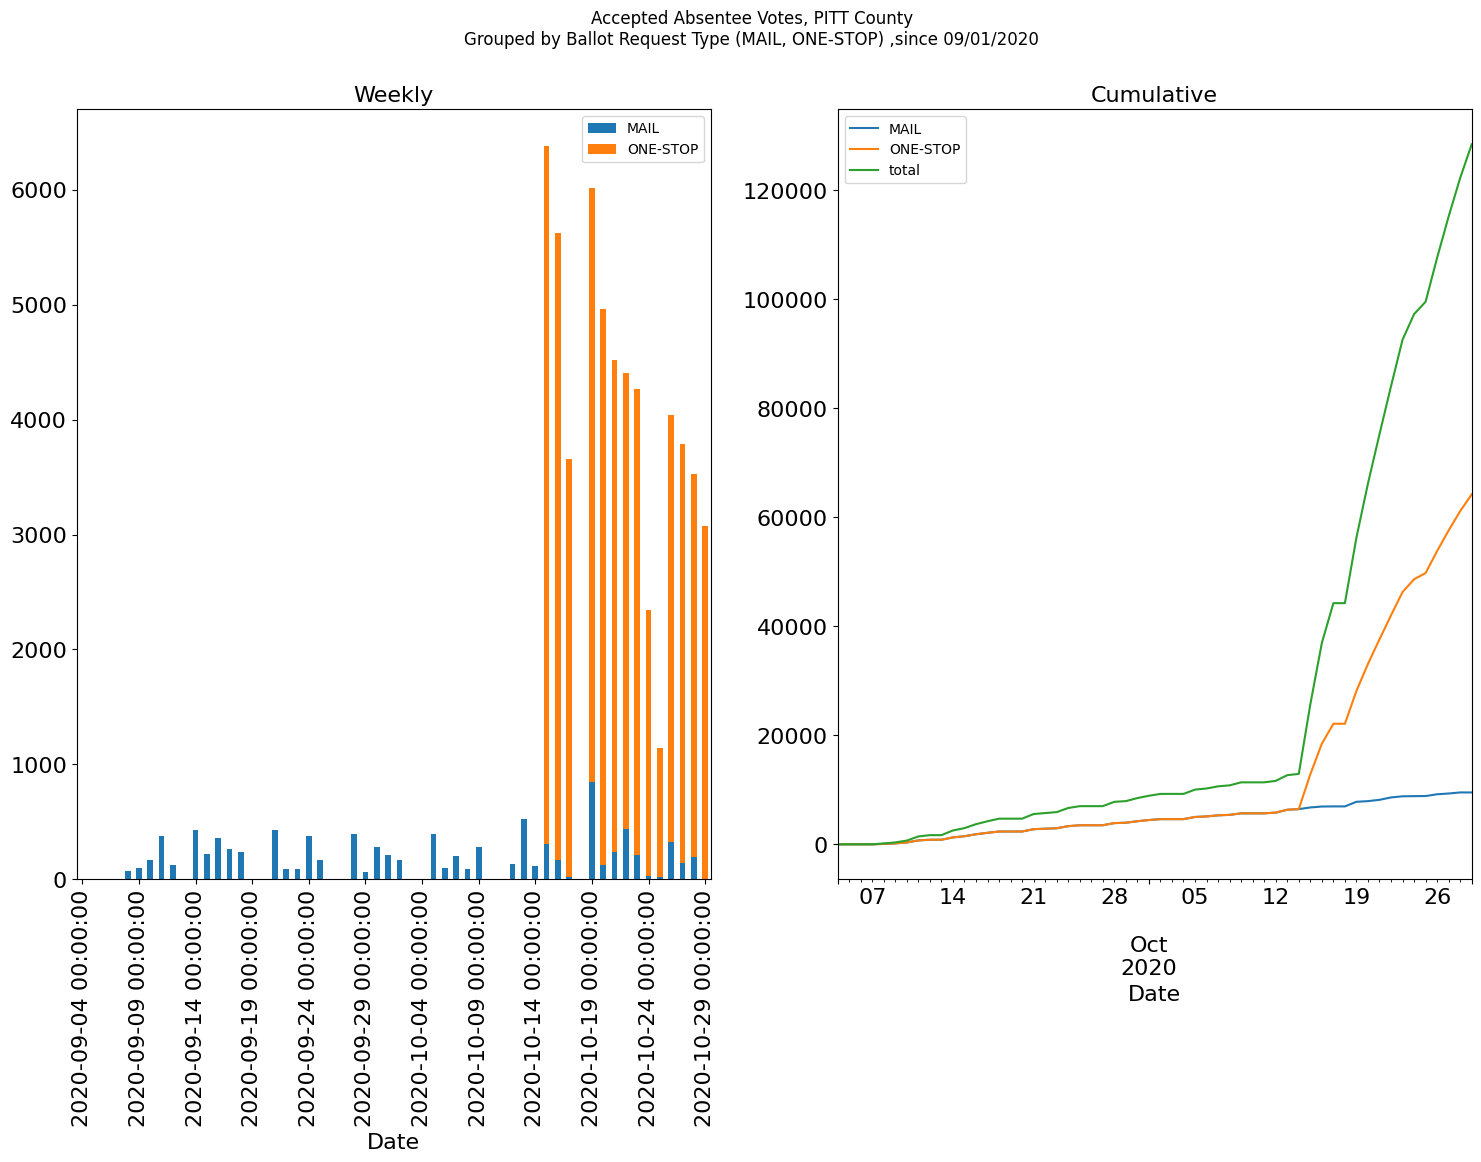 Accepted Absentee Votes, PITT County
Grouped by Ballot Request Type (MAIL, ONE-STOP) ,since 09/01/2020
Weekly
MAIL
ONE-STOP
6000
5000
4000
3000
2000
1000
0
2020-09-04 00:00:00
2020-09-09 00:00:00
2020-09-14 00:00:00
2020-09-19 00:00:00
2020-09-24 00:00:00
2020-09-29 00:00:00
2020-10-04 00:00:00
2020-10-09 00:00:00
2020-10-14 00:00:00
2020-10-19 00:00:00
2020-10-24 00:00:00
2020-10-29 00:00:00
Date
Cumulative
MAIL
ONE-STOP
total
120000
100000
80000
60000
40000
20000
0
07 14 21 28 05 12 19 26
Oct
2020
Date